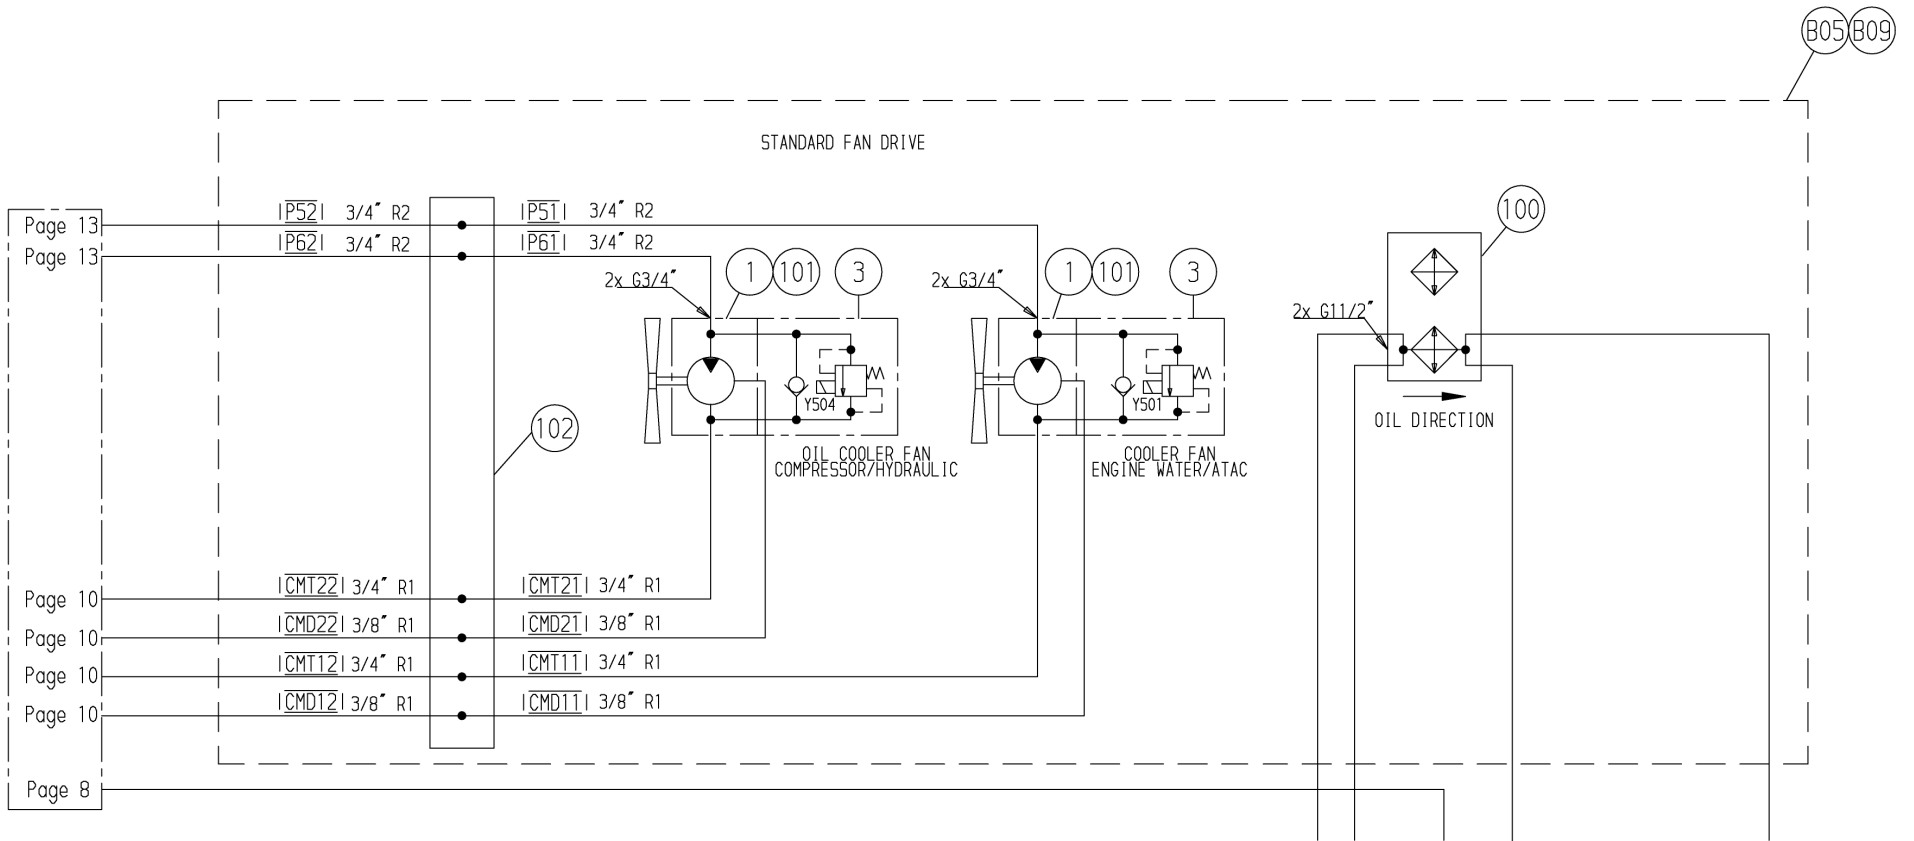 B05 B09
STANDARD FAN DRIVE
Page 13 P52 3/4" R2 P51 3/4" R2
Page 13 P62 3/4" R2 P61 3/4" R2
100
1 101 3
1 101 3
2x G3/4"
2x G3/4"
2x G11/2"
Y504
Y501
OIL DIRECTION
102
OIL COOLER FAN
COMPRESSOR/HYDRAULIC
COOLER FAN
ENGINE WATER/ATAC
Page 10 CMT22 3/4" R1 CMT21 3/4" R1
Page 10 CMD22 3/8" R1 CMD21 3/8" R1
Page 10 CMT12 3/4" R1 CMT11 3/4" R1
Page 10 CMD12 3/8" R1 CMD11 3/8" R1
Page 8